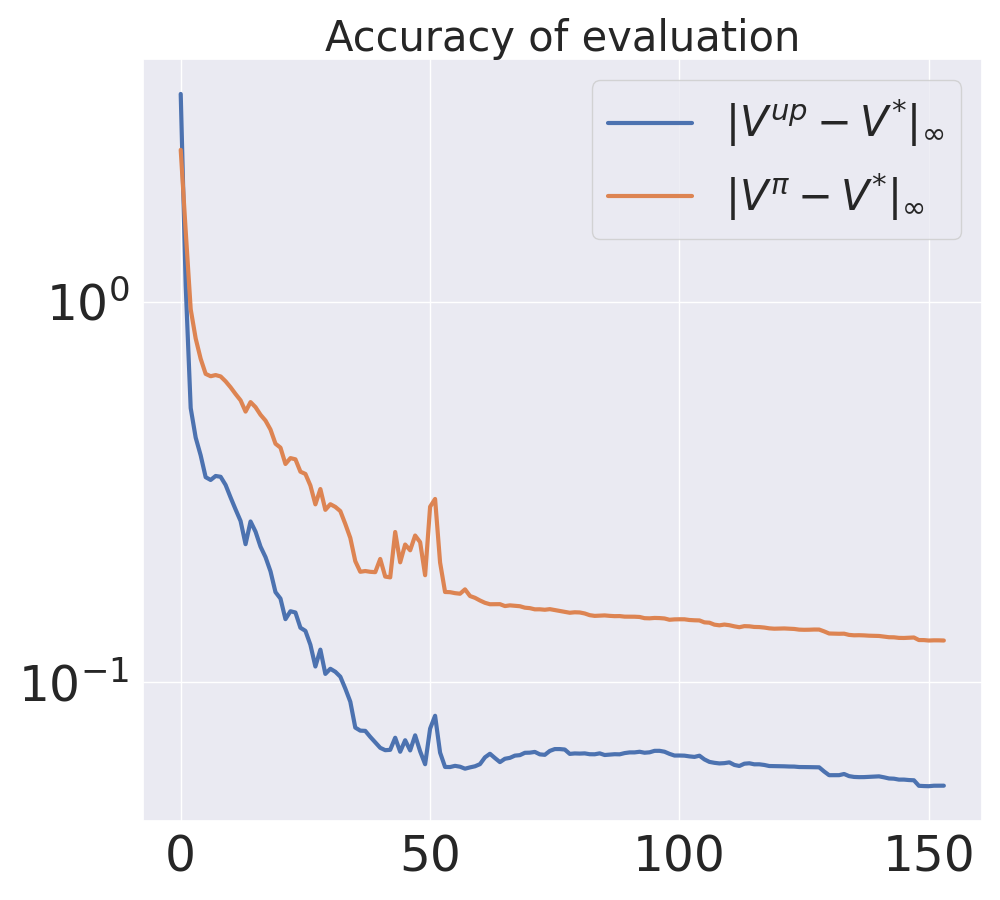 Accuracy of evaluation
|V^{up} − V^*|_∞
|V^π − V^*|_∞
10^0
10^{-1}
0 50 100 150